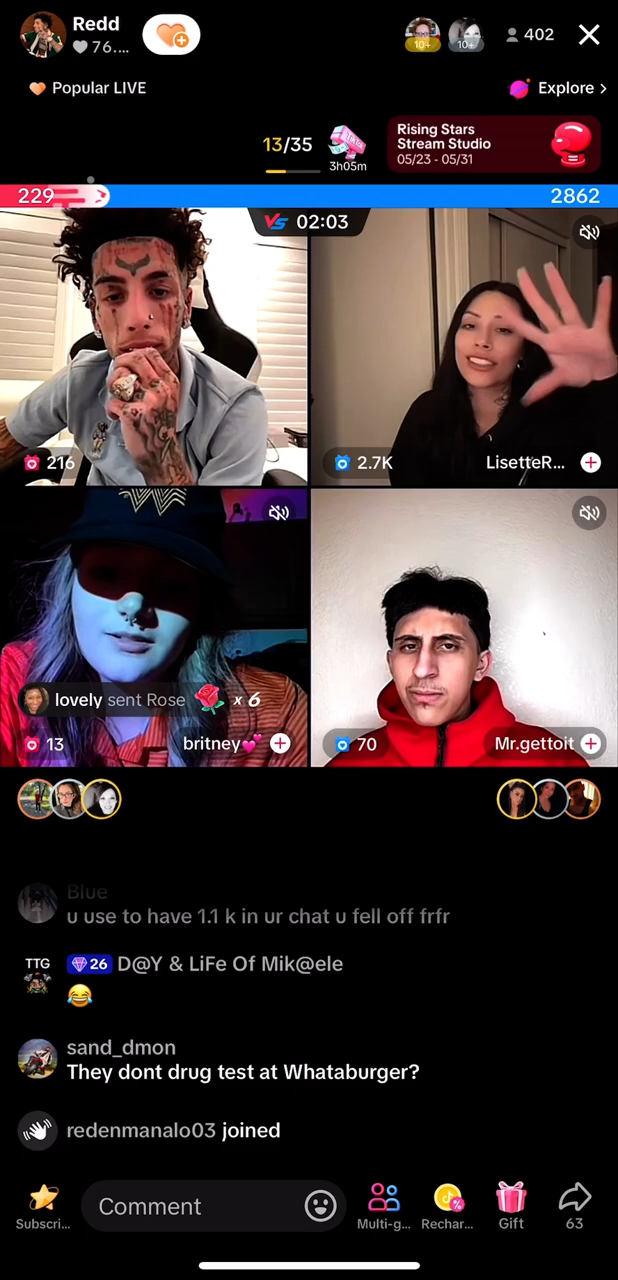 Redd
76....
10+
10+
402
Popular LIVE
Explore >
13/35
3h05m
Rising Stars
Stream Studio
05/23 - 05/31
229
2862
VS 02:03
216
2.7K
LisetteR...
lovely sent Rose x 6
13
britney
70
Mr.gettoit
Blue
u use to have 1.1 k in ur chat u fell off frfr
TTG
26 D@Y & LiFe Of Mik@ele
😂
sand_dmon
They dont drug test at Whataburger?
redenmanalo03 joined
Comment
Subscri...
Multi-g...
Rechar...
Gift
63